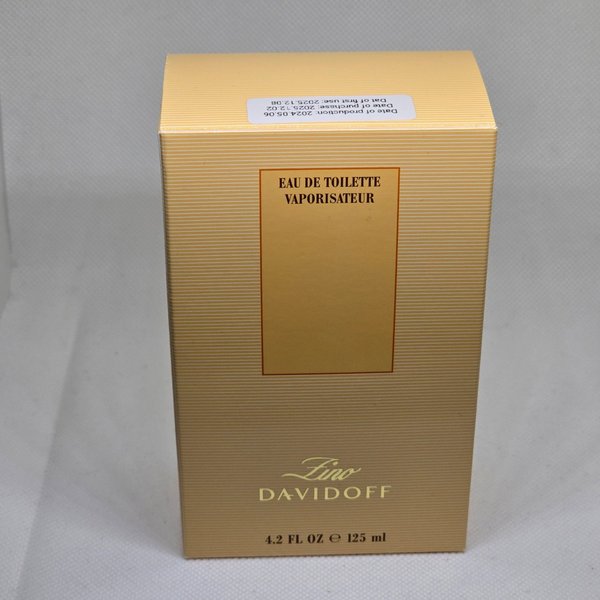 Date of production: 2024.05.06
Date of purchase: 2025.12.02
Dat of first use: 2025.12.06
EAU DE TOILETTE
VAPORISATEUR
Zino
DAVIDOFF
4.2 FL OZ ℮ 125 ml